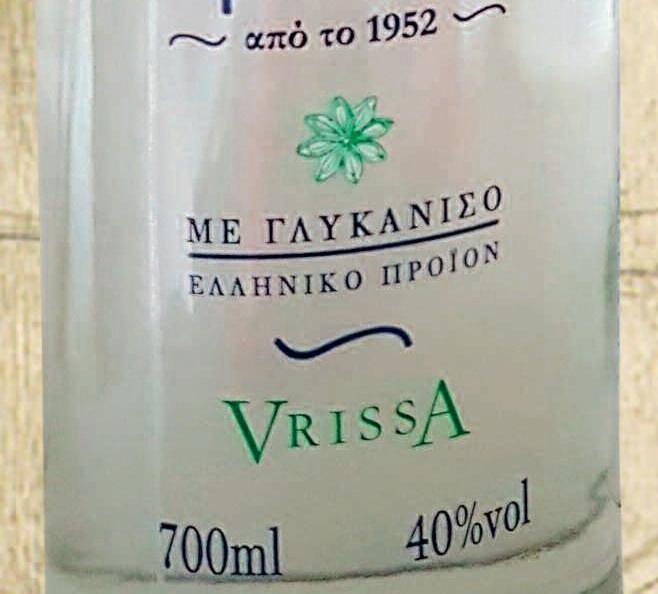 από το 1952
ΜΕ ΓΛΥΚΑΝΙΣΟ
ΕΛΛΗΝΙΚΟ ΠΡΟΪΟΝ
VRISSA
700ml 40%vol